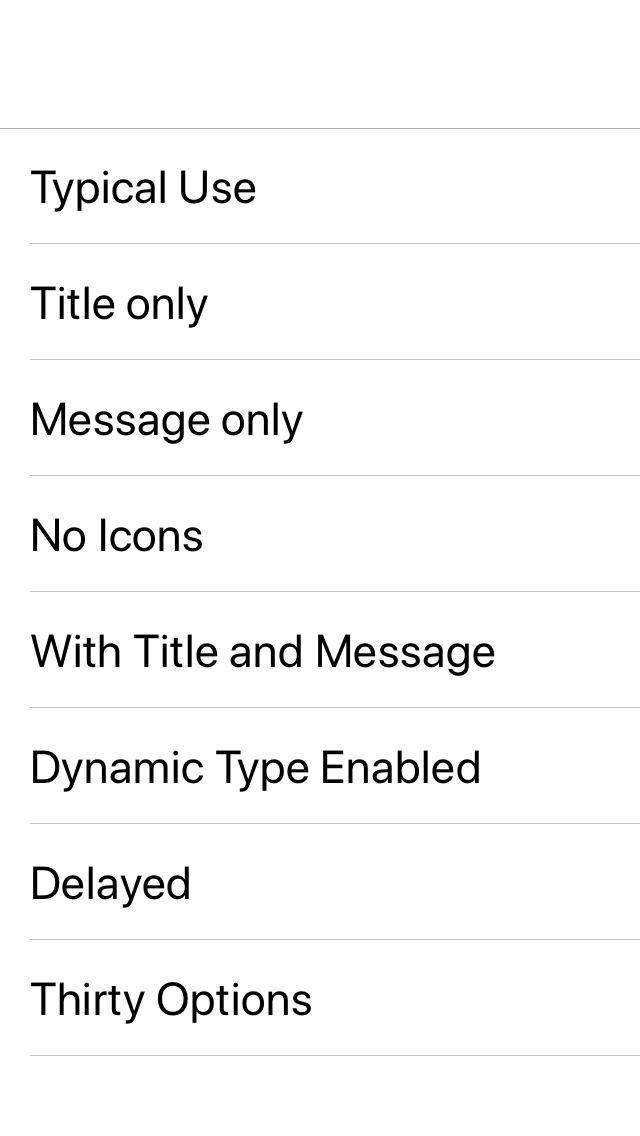 Typical Use
Title only
Message only
No Icons
With Title and Message
Dynamic Type Enabled
Delayed
Thirty Options